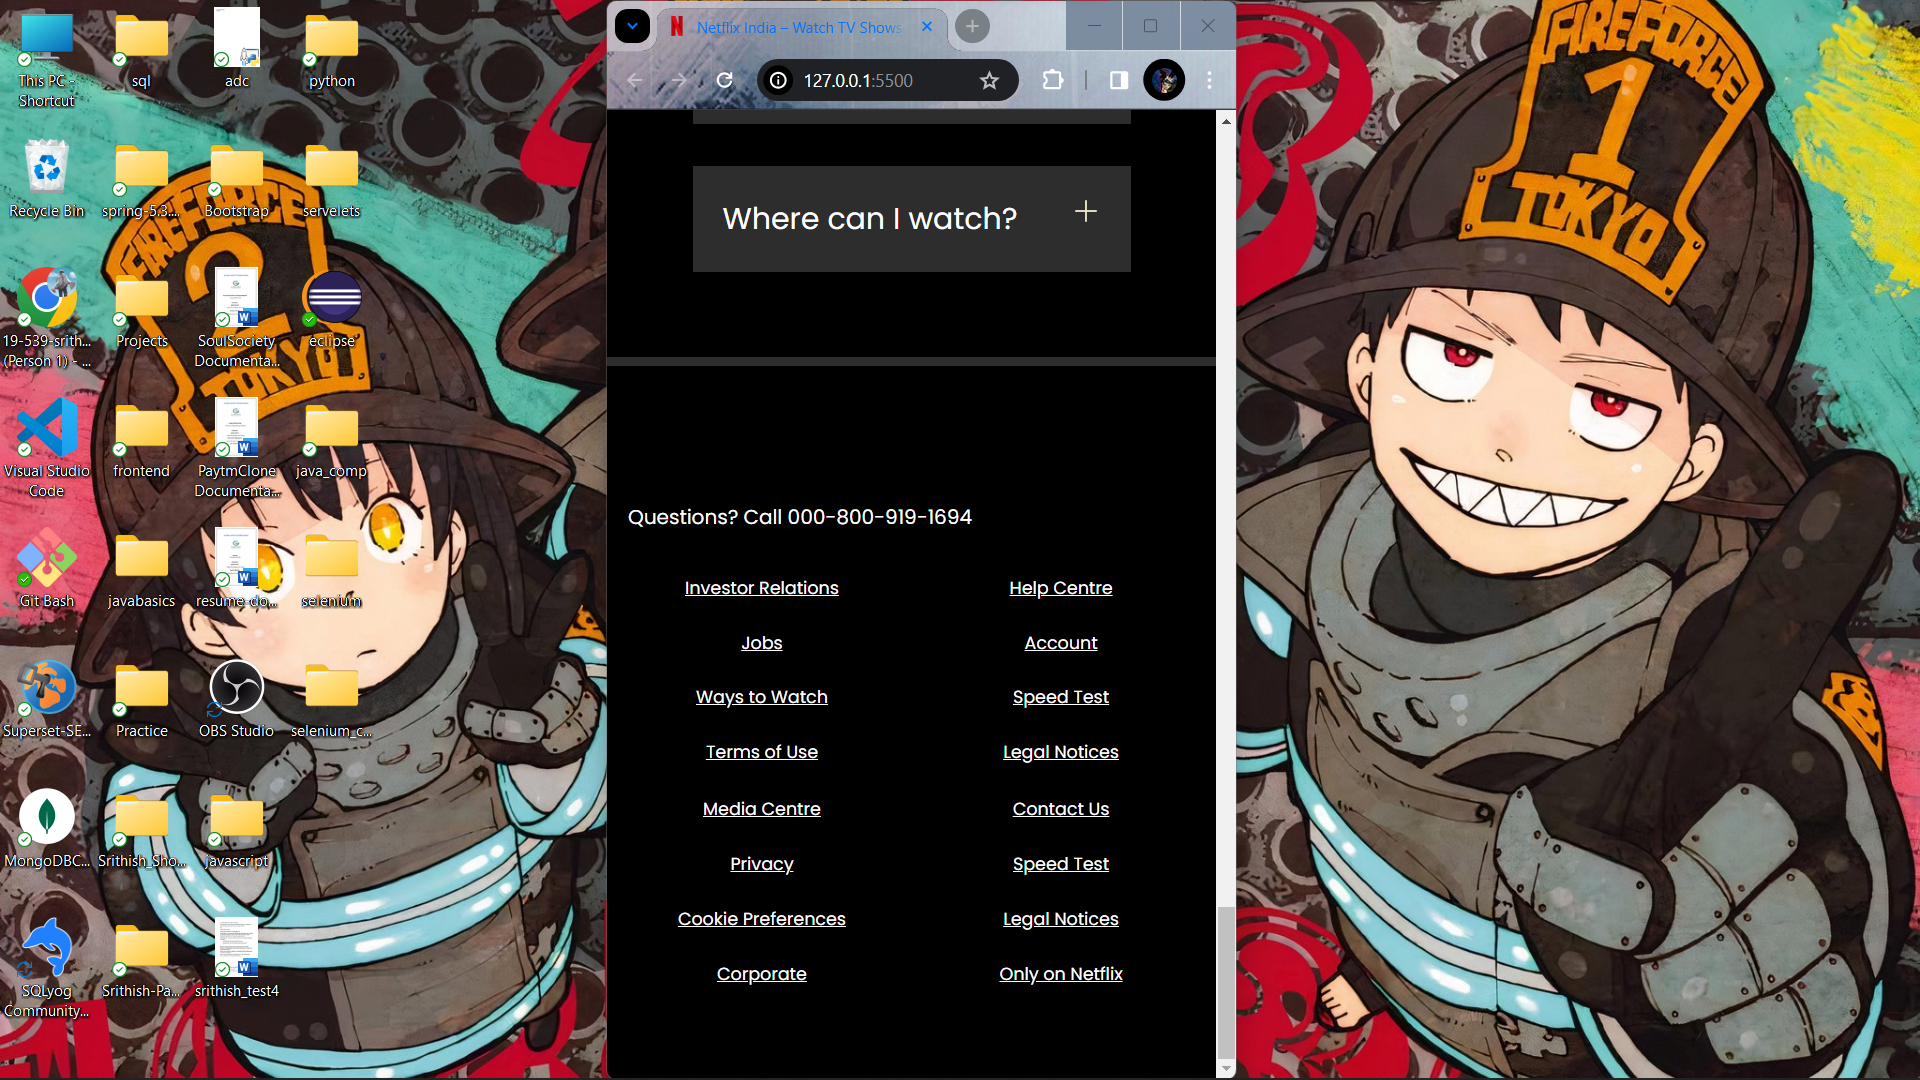 This PC -
Shortcut
sql
adc
python
Recycle Bin
spring-5.3....
Bootstrap
servelets
19-539-srith...
(Person 1) - ...
Projects
SoulSociety
Documenta...
eclipse
Visual Studio
Code
frontend
PaytmClone
Documenta...
java_comp
Git Bash
javabasics
resume-do...
selenium
Superset-SE...
Practice
OBS Studio
selenium_c...
MongoDBC...
Srithish_Sho...
javascript
SQLyog
Community...
Srithish-Pa...
srithish_test4
FIREFORCE
2
TOKYO
Netflix India – Watch TV Shows
127.0.0.1:5500
Where can I watch?
Questions? Call 000-800-919-1694
Investor Relations
Help Centre
Jobs
Account
Ways to Watch
Speed Test
Terms of Use
Legal Notices
Media Centre
Contact Us
Privacy
Speed Test
Cookie Preferences
Legal Notices
Corporate
Only on Netflix
FIREFORCE
1
TOKYO